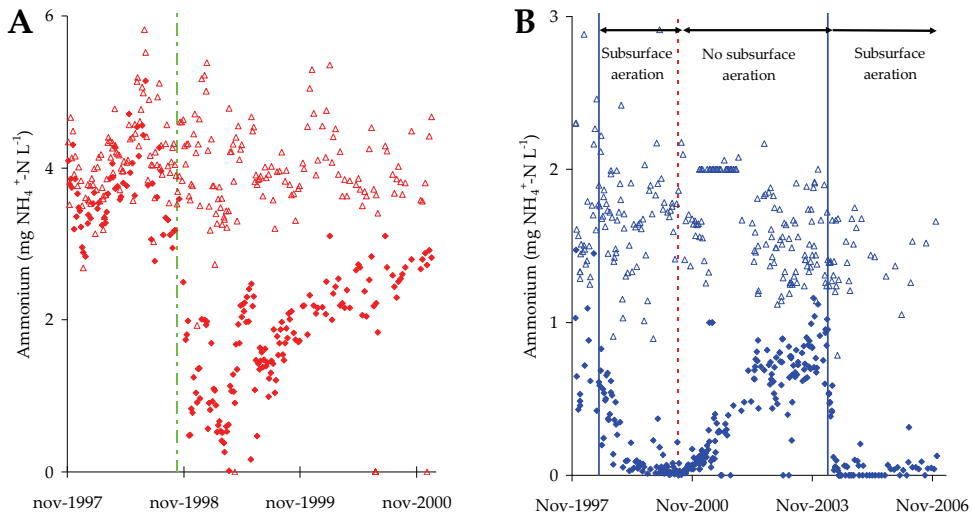 A
Ammonium (mg NH₄⁺-N L⁻¹)
6
4
2
0
nov-1997
nov-1998
nov-1999
nov-2000
B
Ammonium (mg NH₄⁺-N L⁻¹)
3
2
1
0
Subsurface
aeration
No subsurface
aeration
Subsurface
aeration
Nov-1997
Nov-2000
Nov-2003
Nov-2006